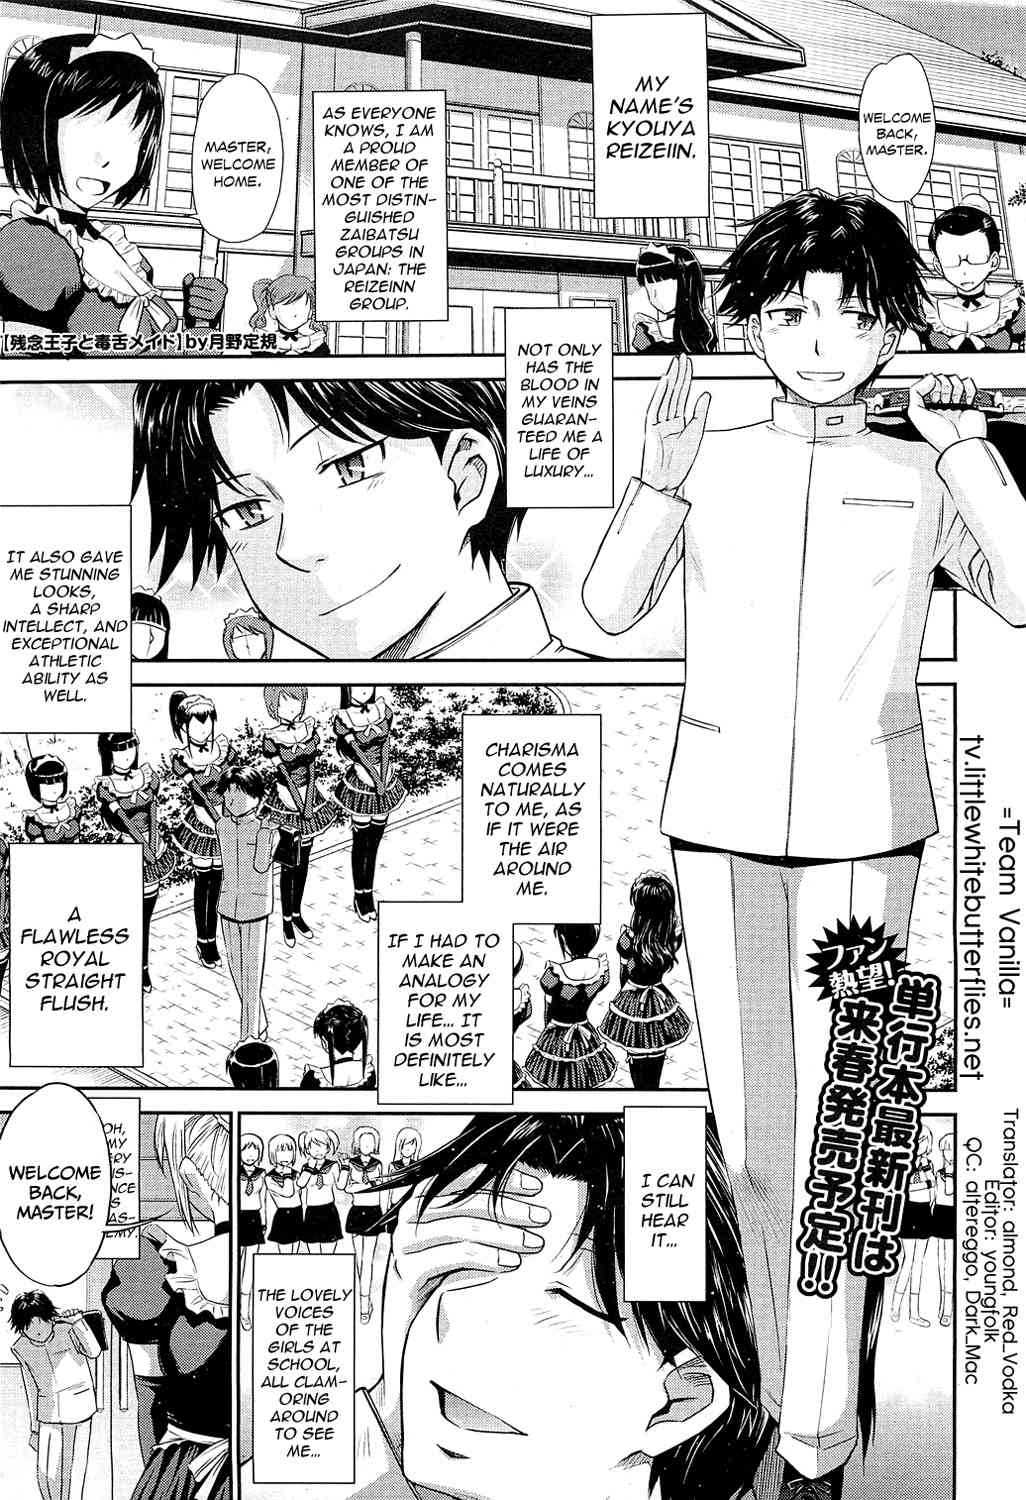 WELCOME
BACK,
MASTER.
MY
NAME'S
KYOUYA
REIZEIIN.
AS EVERYONE
KNOWS, I AM
A PROUD
MEMBER OF
ONE OF THE
MOST DISTIN-
GUISHED
ZAIBATSU
GROUPS IN
JAPAN: THE
REIZEINN
GROUP.
MASTER,
WELCOME
HOME.
【残念王子と毒舌メイド】by月野定規
NOT ONLY
HAS THE
BLOOD IN
MY VEINS
GUARAN-
TEED ME A
LIFE OF
LUXURY...
IT ALSO GAVE
ME STUNNING
LOOKS,
A SHARP
INTELLECT, AND
EXCEPTIONAL
ATHLETIC
ABILITY AS
WELL.
CHARISMA
COMES
NATURALLY
TO ME, AS
IF IT WERE
THE AIR
AROUND
ME.
IF I HAD TO
MAKE AN
ANALOGY
FOR MY
LIFE... IT
IS MOST
DEFINITELY
LIKE...
A
FLAWLESS
ROYAL
STRAIGHT
FLUSH.
I CAN
STILL
HEAR
IT...
THE LOVELY
VOICES
OF THE
GIRLS AT
SCHOOL,
ALL CLAM-
ORING
AROUND
TO SEE
ME...
WELCOME
BACK,
MASTER!
ファン
熱望!
単行本最新刊は
来春発売予定!!
=Team Vanilla=
tv.littlewhitebutterflies.net
Translator: almond, Red_Vodka
Editor: youngfolk
QC: alterego, Dark_Mac